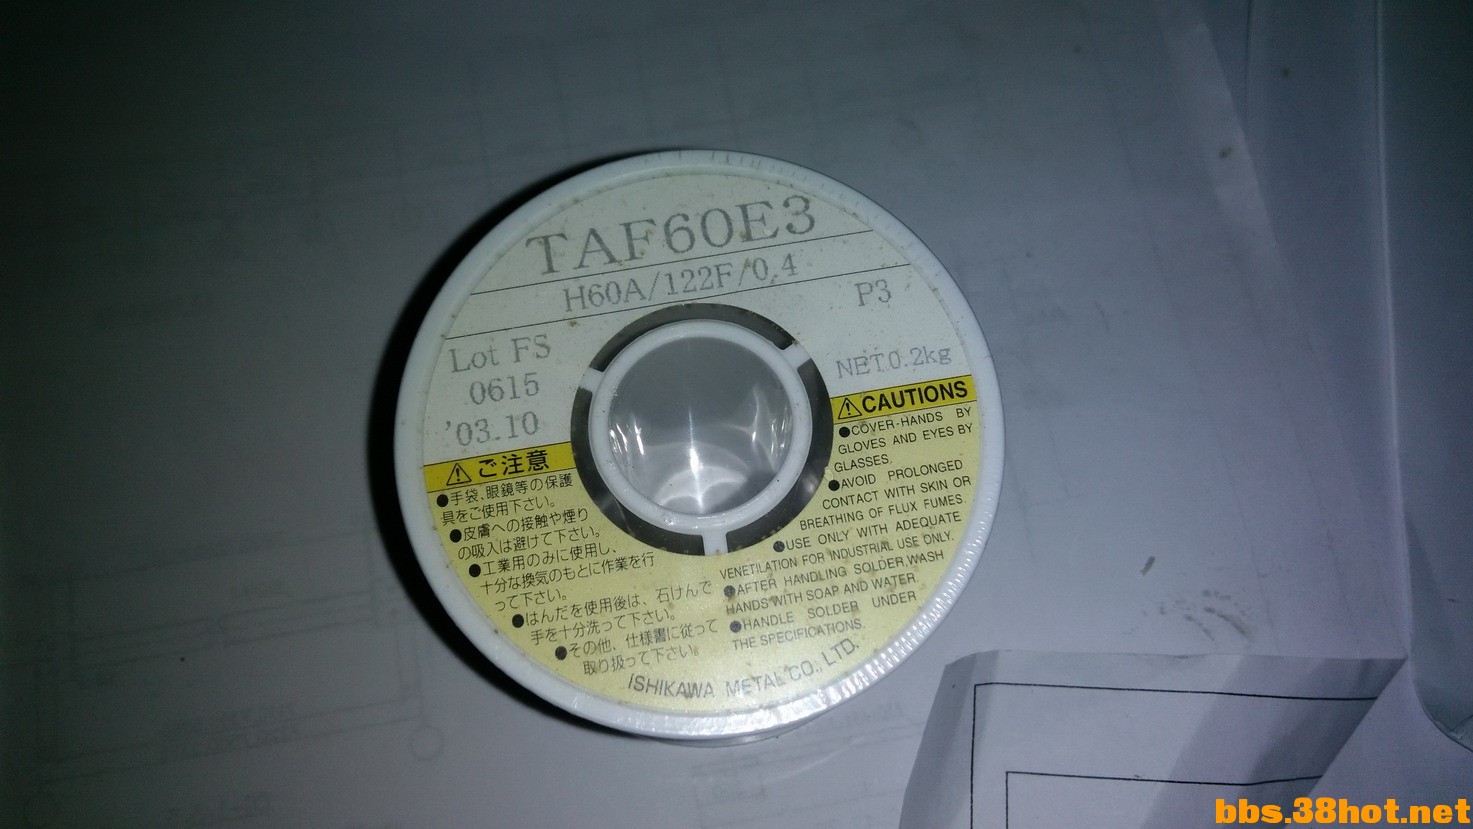 TAF60E3
H60A/122F/0.4
P3
Lot FS
0615
'03.10
NET0.2kg
⚠ご注意
●手袋、眼鏡等の保護
具をご使用下さい。
●皮膚への接触や煙り
の吸入は避けて下さい。
●工業用のみに使用し、
十分な換気のもとに作業を行
って下さい。
●はんだを使用後は、石けんで
手を十分洗って下さい。
●その他、仕様書に従って
取り扱って下さい。
⚠CAUTIONS
●COVER-HANDS BY
GLOVES AND EYES BY
GLASSES.
●AVOID PROLONGED
CONTACT WITH SKIN OR
BREATHING OF FLUX FUMES.
●USE ONLY WITH ADEQUATE
VENETILATION FOR INDUSTRIAL USE ONLY.
●AFTER HANDLING SOLDER,WASH
HANDS WITH SOAP AND WATER.
●HANDLE SOLDER UNDER
THE SPECIFICATIONS.
ISHIKAWA METAL CO., LTD.
bbs.38hot.net